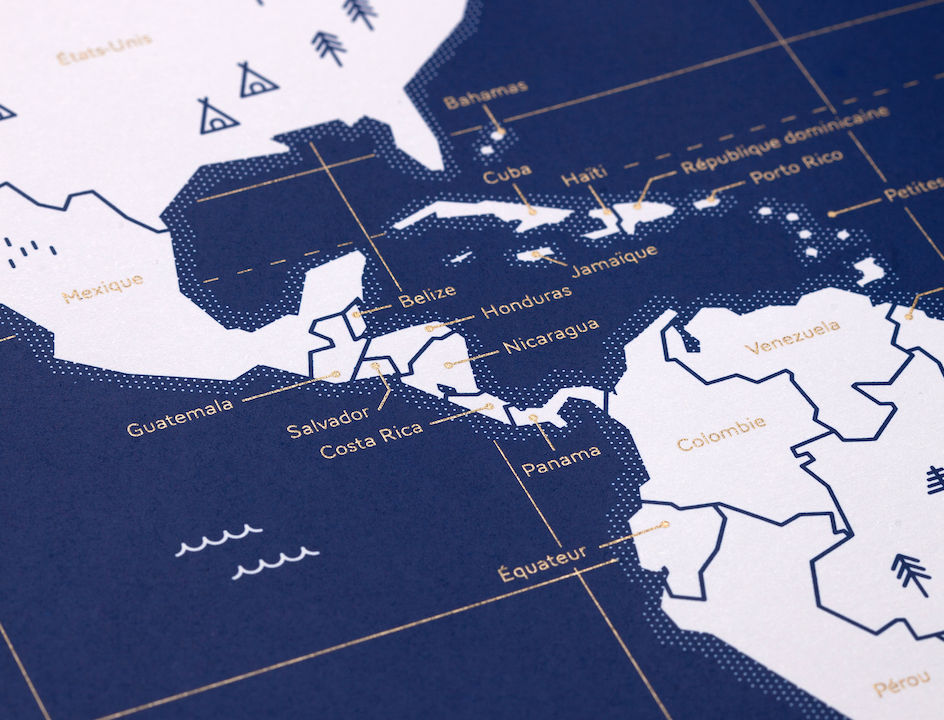 États-Unis
Bahamas
République dominicaine
Cuba
Haïti
Porto Rico
Petites
Jamaïque
Mexique
Belize
Honduras
Nicaragua
Venezuela
Guatemala
Salvador
Costa Rica
Colombie
Panama
Équateur
Pérou